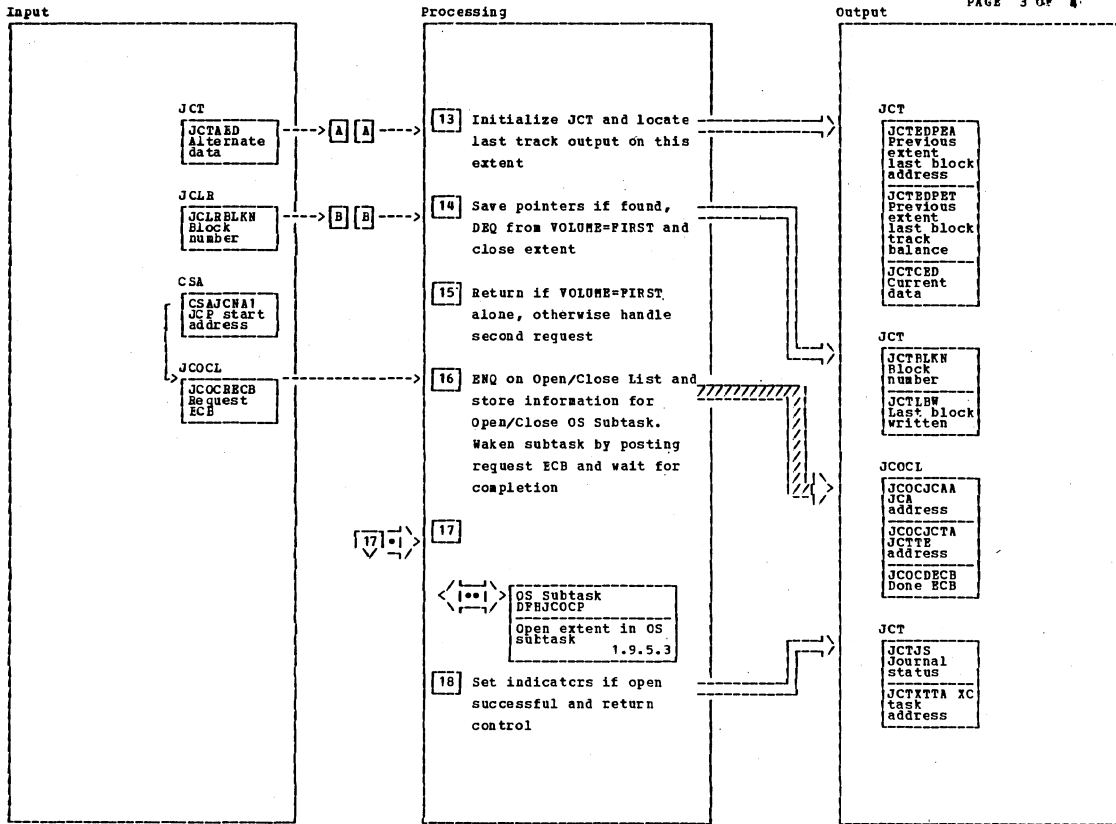 PAGE 3 OF 4
Input
Processing
Output
JCT
JCTAED
Alternate
data
A A
JCLR
JCLRBLKN
Block
number
B B
CSA
CSAJCNA1
JCP start
address
JCOCL
JCOCRECB
Request
ECB
13 Initialize JCT and locate
last track output on this
extent
14 Save pointers if found,
DEQ from VOLUME=FIRST and
close extent
15 Return if VOLUME=FIRST
alone, otherwise handle
second request
16 ENQ on Open/Close List and
store information for
Open/Close OS Subtask.
Waken subtask by posting
request ECB and wait for
completion
17
17
OS Subtask
DFHJCOCP
Open extent in OS
subtask
1.9.5.3
18 Set indicators if open
successful and return
control
JCT
JCTEDPEA
Previous
extent
last block
address
JCTEDPET
Previous
extent
last block
track
balance
JCTCED
Current
data
JCT
JCTBLKN
Block
number
JCTLBW
Last block
written
JCOCL
JCOCJCAA
JCA
address
JCOCJCTA
JCTTE
address
JCOCDECB
Done ECB
JCT
JCTJS
Journal
status
JCTXTTA XC
task
address